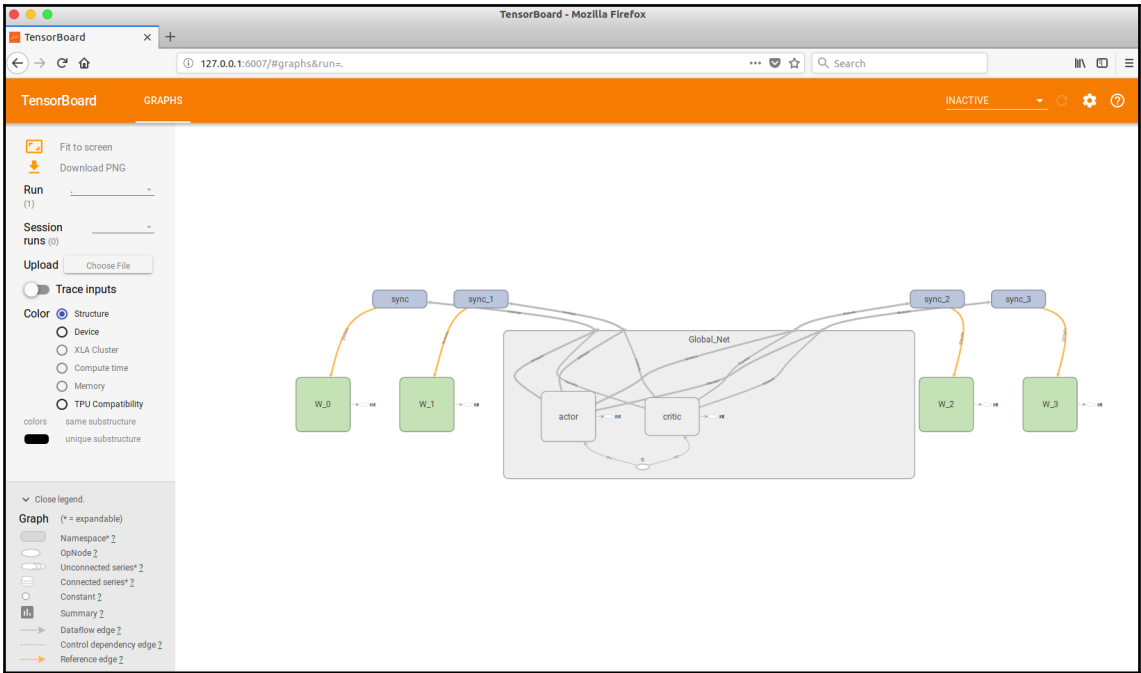 TensorBoard - Mozilla Firefox
TensorBoard × +
127.0.0.1:6007/#graphs&run=. Search
TensorBoard GRAPHS INACTIVE
Fit to screen
Download PNG
Run .
(1)
Session
runs (0)
Upload Choose File
Trace inputs
Color Structure
Device
XLA Cluster
Compute time
Memory
TPU Compatibility
colors same substructure
unique substructure
Close legend.
Graph (* = expandable)
Namespace* ?
OpNode ?
Unconnected series* ?
Connected series* ?
Constant ?
Summary ?
Dataflow edge ?
Control dependency edge ?
Reference edge ?
sync sync_1 sync_2 sync_3
Global_Net
W_0 W_1 actor critic W_2 W_3